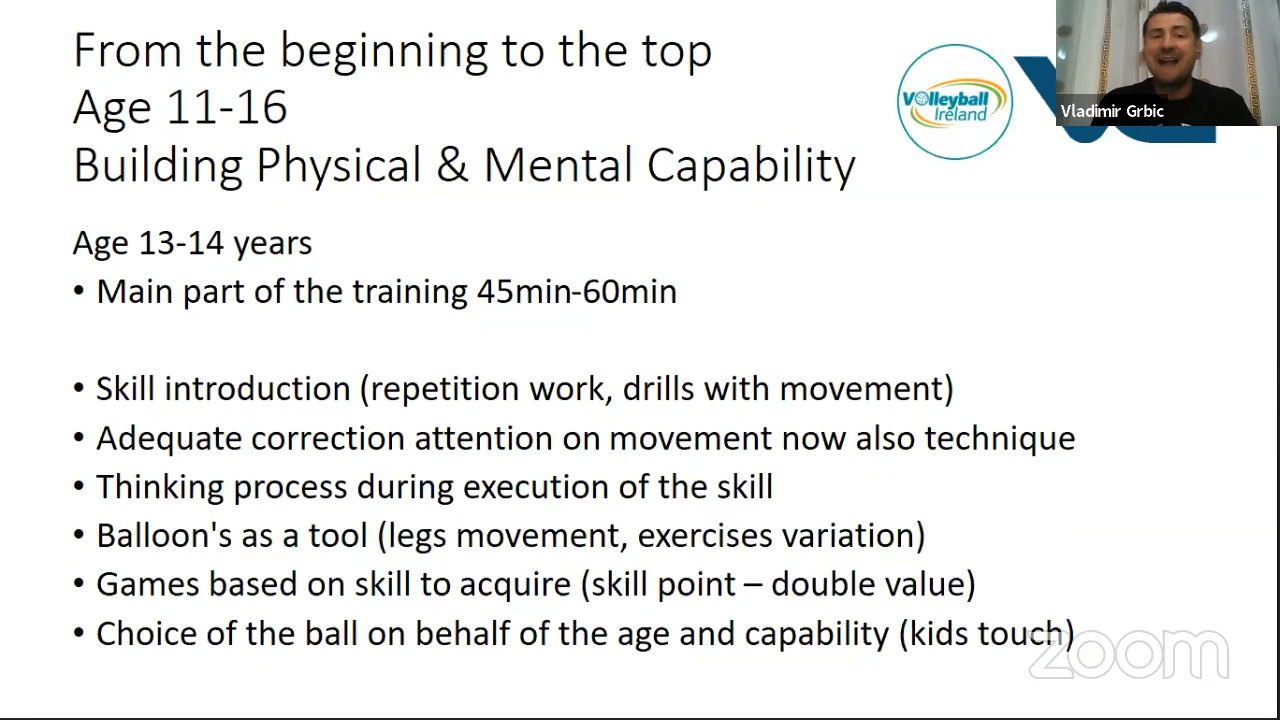 From the beginning to the top
Age 11-16
Building Physical & Mental Capability
Volleyball
Ireland
Vladimir Grbic
Age 13-14 years
• Main part of the training 45min-60min
• Skill introduction (repetition work, drills with movement)
• Adequate correction attention on movement now also technique
• Thinking process during execution of the skill
• Balloon's as a tool (legs movement, exercises variation)
• Games based on skill to acquire (skill point – double value)
• Choice of the ball on behalf of the age and capability (kids touch)
zoom